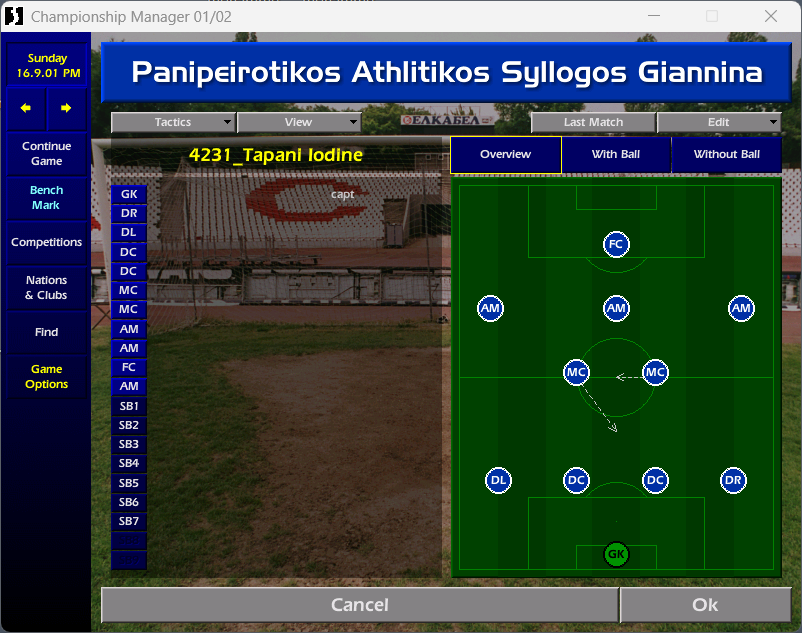 Championship Manager 01/02
Sunday
16.9.01 PM
Panipeirotikos Athlitikos Syllogos Giannina
Continue
Game
Bench
Mark
Competitions
Nations
& Clubs
Find
Game
Options
Tactics
View
ΕΛΚΑΒΕΛ
Last Match
Edit
4231_Tapani Iodine
Overview
With Ball
Without Ball
GK
capt
DR
DL
DC
DC
MC
MC
AM
AM
FC
AM
SB1
SB2
SB3
SB4
SB5
SB6
SB7
FC
AM
AM
AM
MC
MC
DL
DC
DC
DR
GK
Cancel
Ok